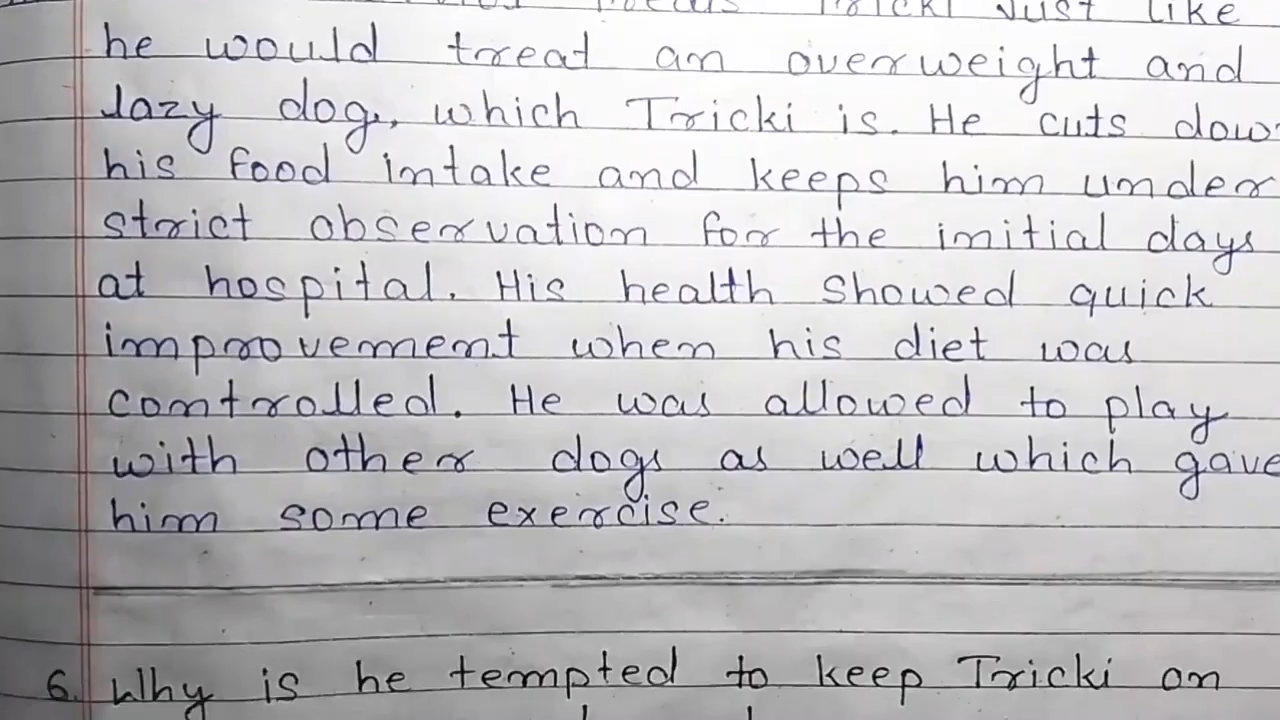 Tricki Just like
he would treat an overweight and
lazy dog, which Tricki is. He cuts dow
his food intake and keeps him under
strict observation for the initial days
at hospital. His health showed quick
improvement when his diet was
controlled. He was allowed to play
with other dogs as well which gave
him some exercise.
6. Why is he tempted to keep Tricki on